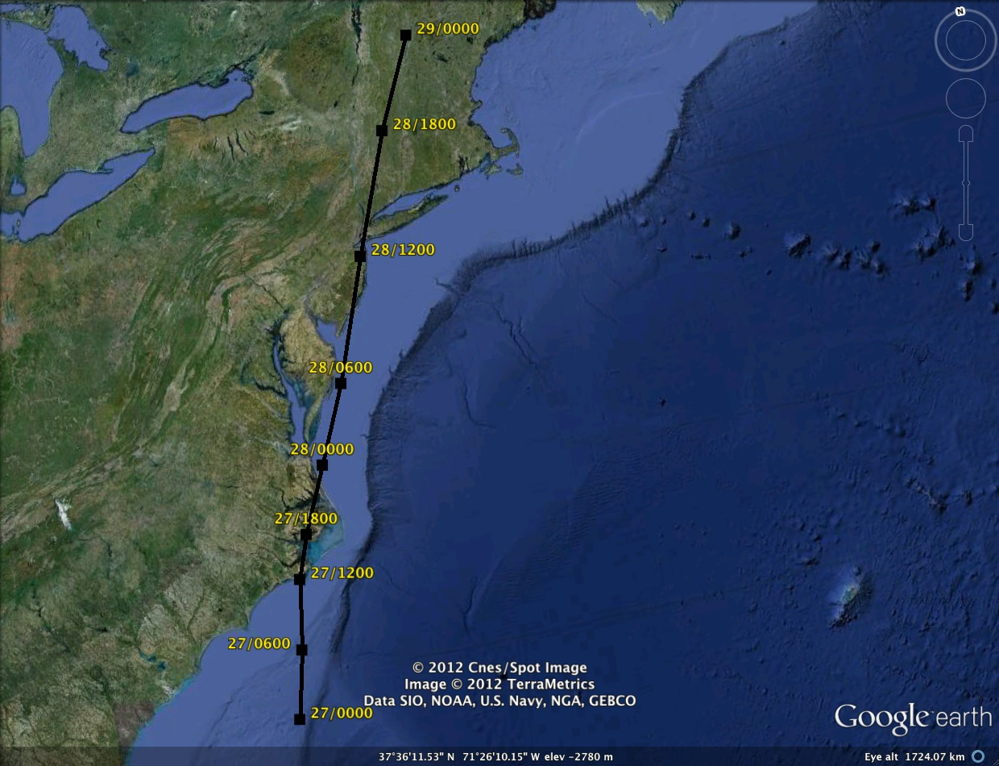 N
29/0000
28/1800
28/1200
28/0600
28/0000
27/1800
27/1200
27/0600
27/0000
© 2012 Cnes/Spot Image
Image © 2012 TerraMetrics
Data SIO, NOAA, U.S. Navy, NGA, GEBCO
Google earth
37°36'11.53" N 71°26'10.15" W elev -2780 m
Eye alt 1724.07 km